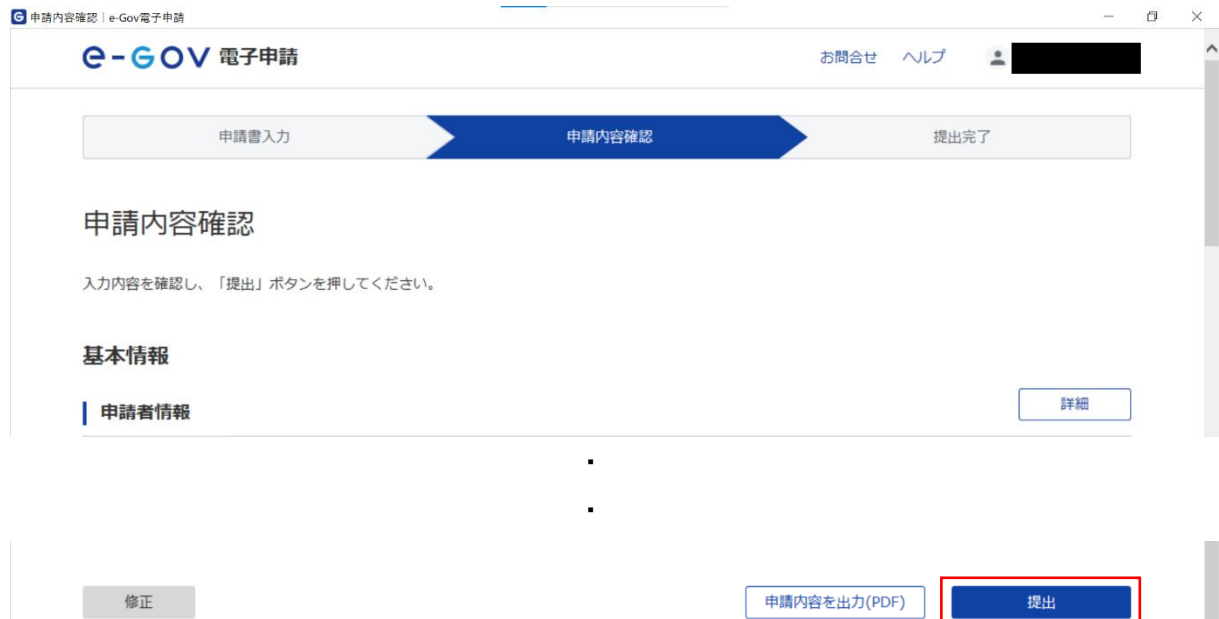 申請内容確認 | e-Gov電子申請
e-GOV 電子申請 お問合せ ヘルプ
申請書入力 申請内容確認 提出完了
申請内容確認
入力内容を確認し、「提出」ボタンを押してください。
基本情報
申請者情報 詳細
修正 申請内容を出力(PDF) 提出